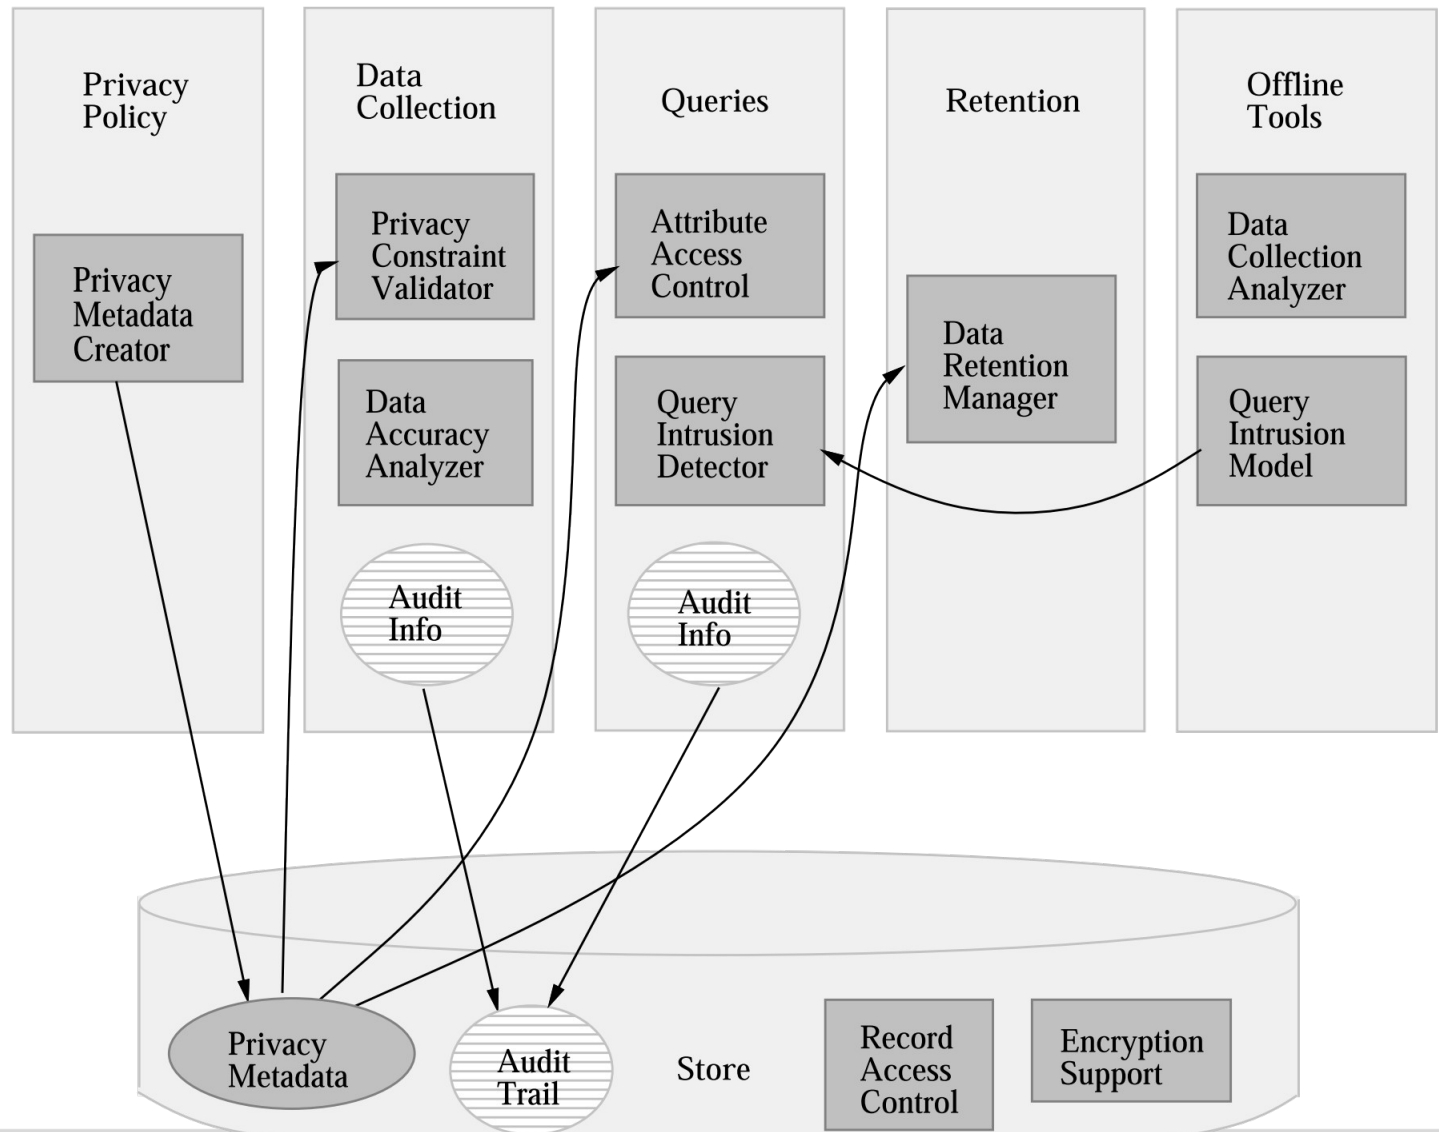 Privacy
Policy
Privacy
Metadata
Creator
Data
Collection
Privacy
Constraint
Validator
Data
Accuracy
Analyzer
Audit
Info
Queries
Attribute
Access
Control
Query
Intrusion
Detector
Audit
Info
Retention
Data
Retention
Manager
Offline
Tools
Data
Collection
Analyzer
Query
Intrusion
Model
Privacy
Metadata
Audit
Trail
Store
Record
Access
Control
Encryption
Support